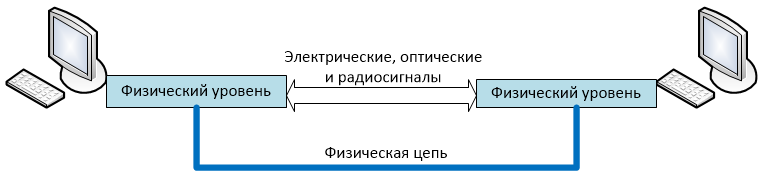 Электрические, оптические
и радиосигналы
Физический уровень
Физический уровень
Физическая цепь